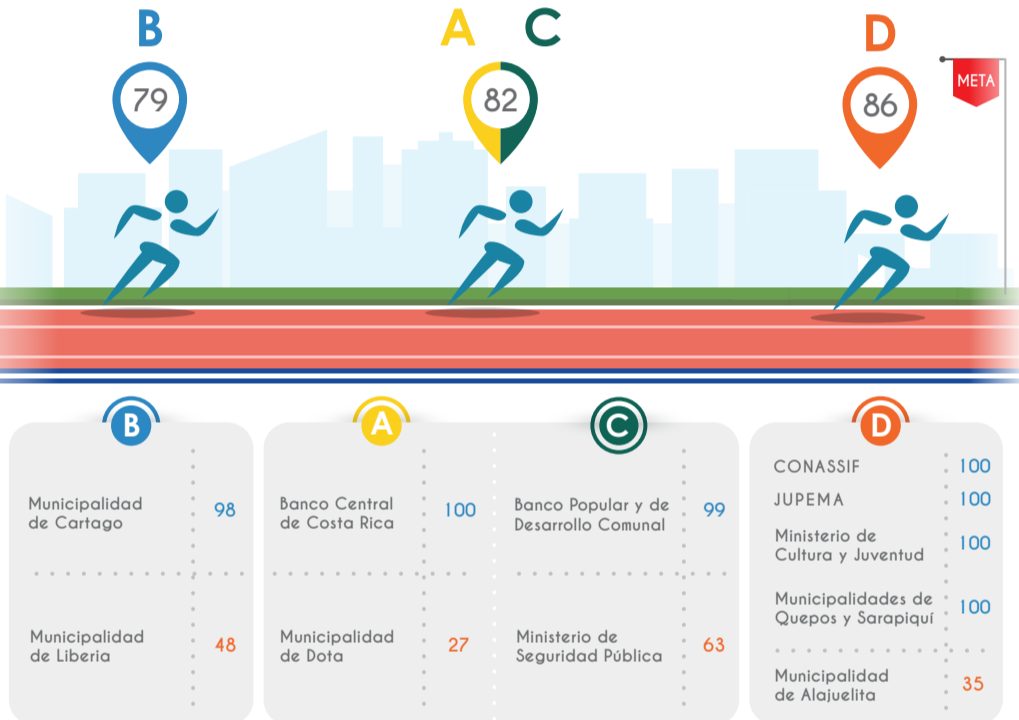 B
A
C
D
79
82
86
META
B
Municipalidad
de Cartago
98
Municipalidad
de Liberia
48
A
Banco Central
de Costa Rica
100
Municipalidad
de Dota
27
C
Banco Popular y de
Desarrollo Comunal
99
Ministerio de
Seguridad Pública
63
D
CONASSIF
100
JUPEMA
100
Ministerio de
Cultura y Juventud
100
Municipalidades de
Quepos y Sarapiquí
100
Municipalidad
de Alajuelita
35